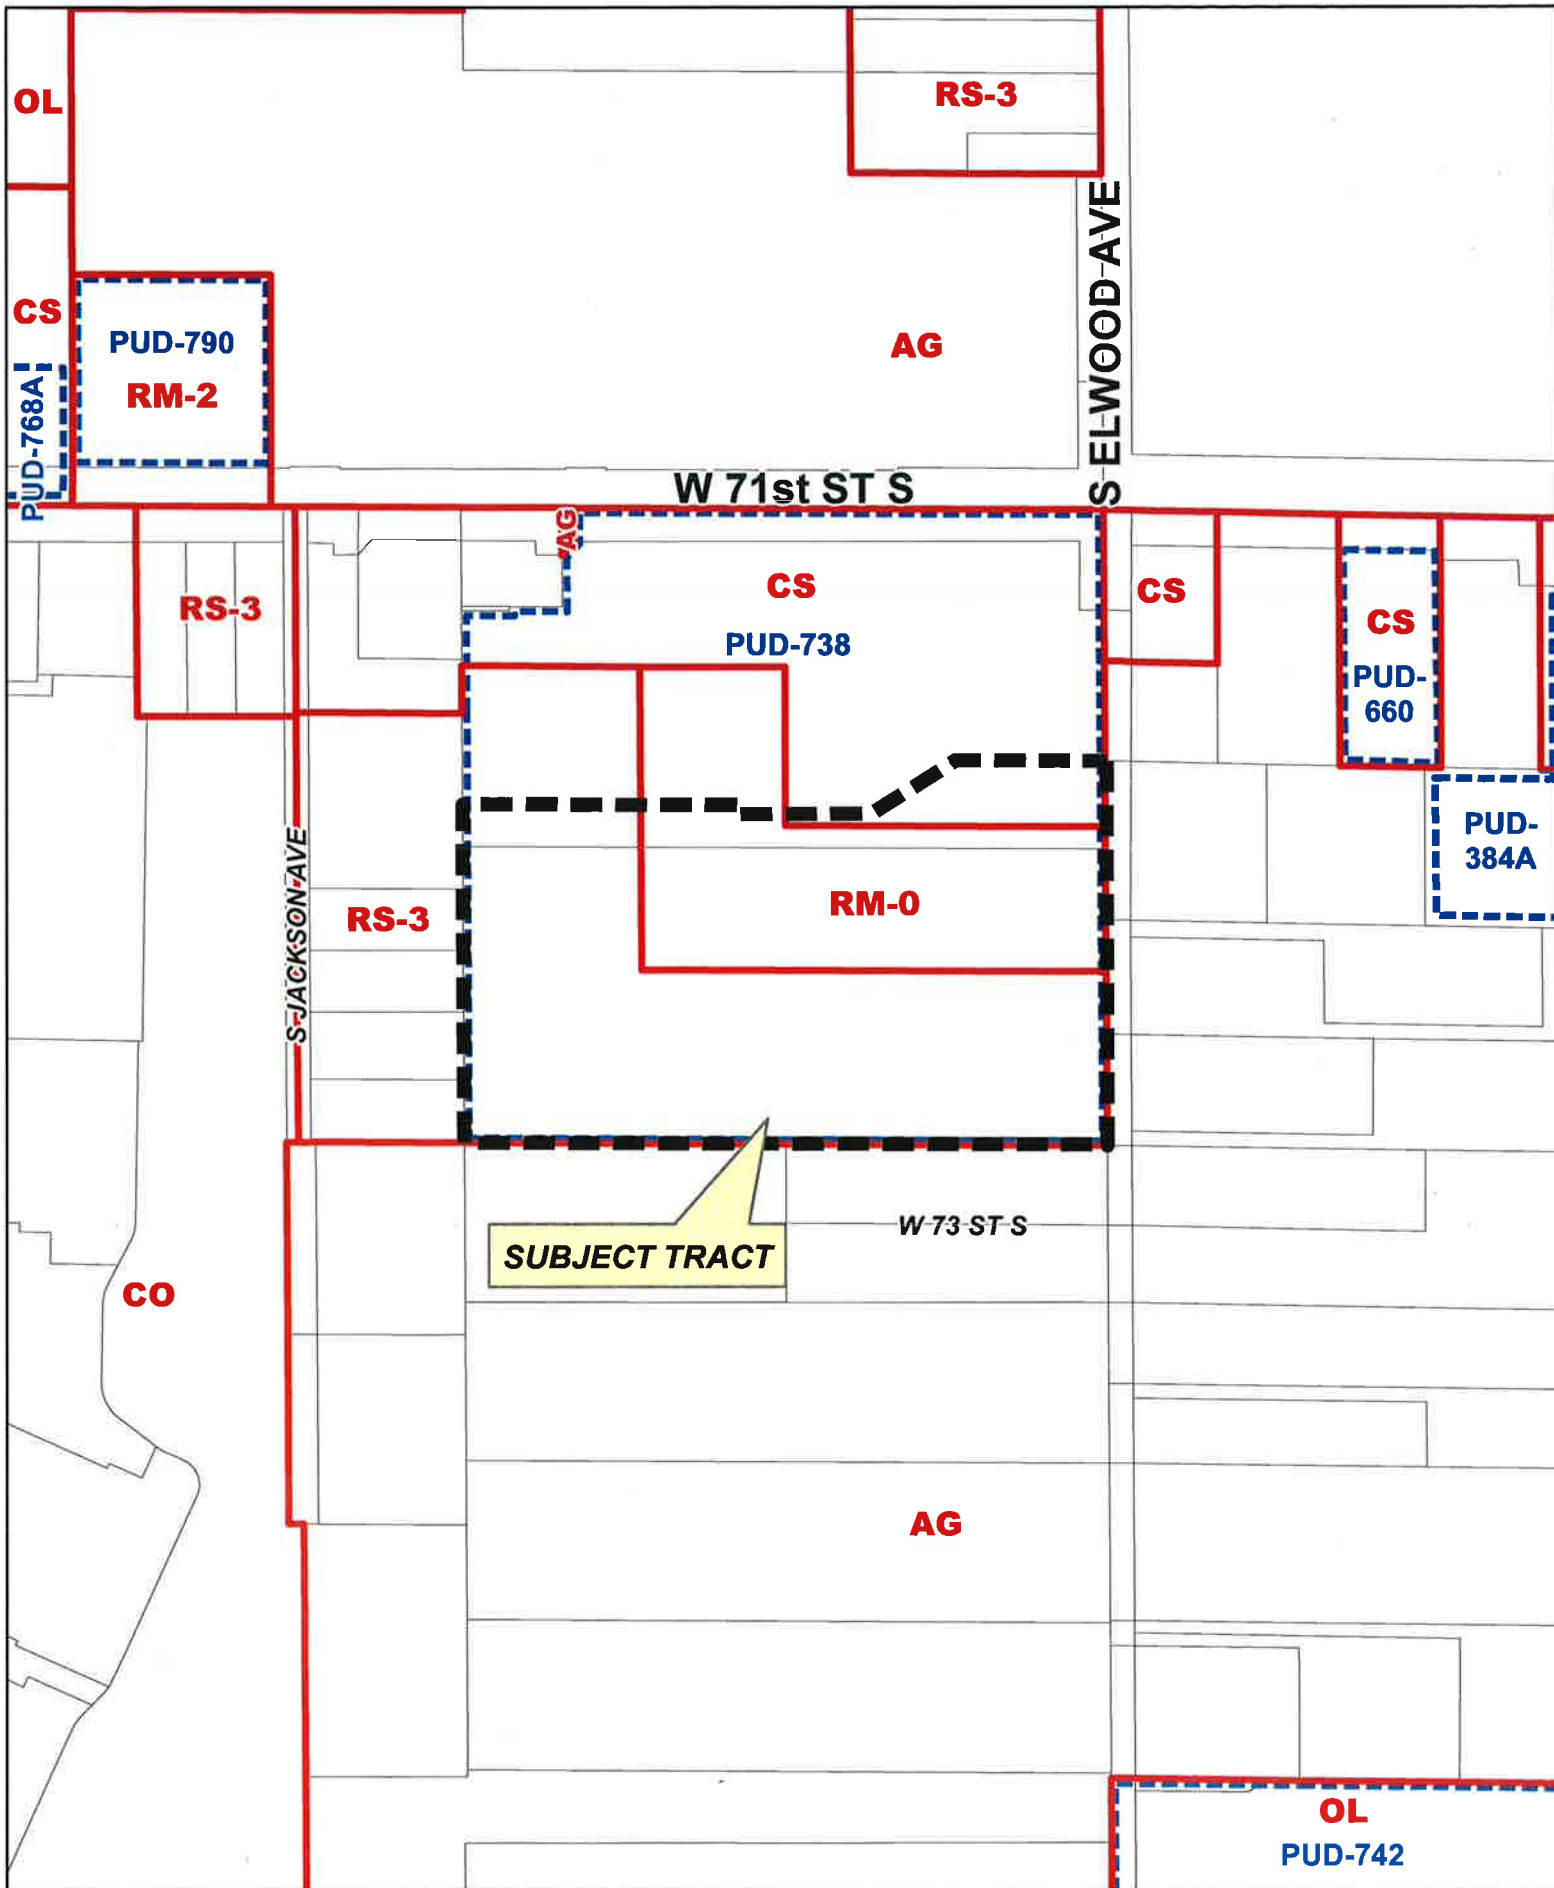 OL
RS-3
S ELWOOD AVE
CS
PUD-790
RM-2
AG
PUD-768A
W 71st ST S
AG
CS
PUD-738
CS
CS
PUD-
660
RS-3
PUD-
384A
S JACKSON AVE
RS-3
RM-0
W 73 ST S
SUBJECT TRACT
CO
AG
OL
PUD-742